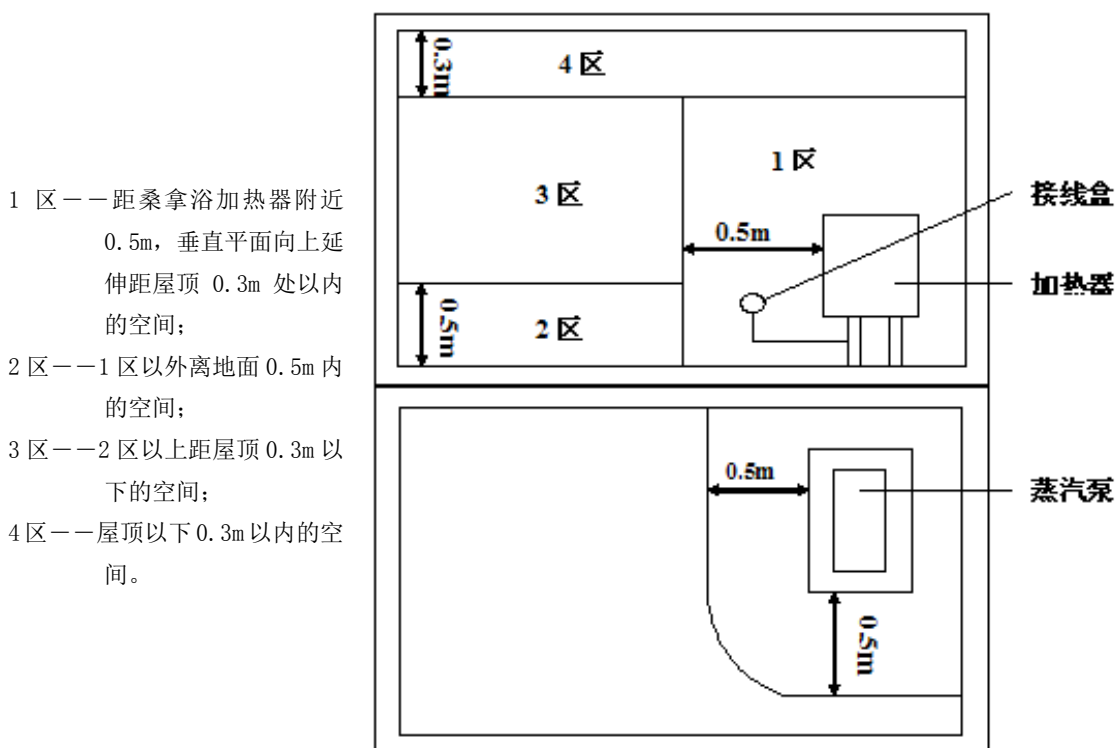 1 区——距桑拿浴加热器附近
0.5m，垂直平面向上延
伸距屋顶 0.3m 处以内
的空间；
2 区——1 区以外离地面 0.5m 内
的空间；
3 区——2 区以上距屋顶 0.3m 以
下的空间；
4 区——屋顶以下 0.3m 以内的空
间。
0.3m
4 区
3 区
1 区
0.5m
0.5m
2 区
接线盒
加热器
0.5m
0.5m
蒸汽泵